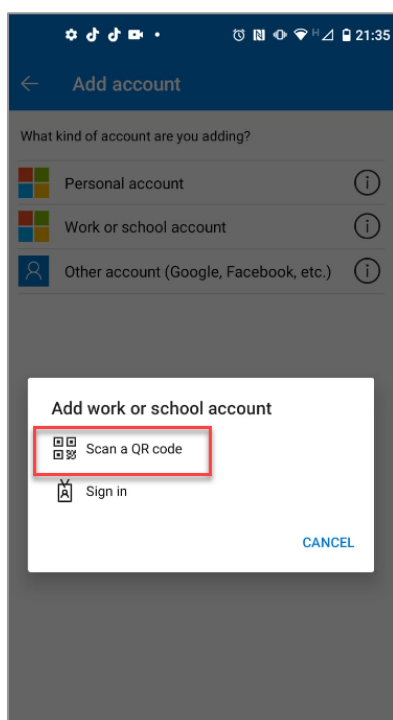 21:35
Add account
What kind of account are you adding?
Personal account
Work or school account
Other account (Google, Facebook, etc.)
Add work or school account
Scan a QR code
Sign in
CANCEL